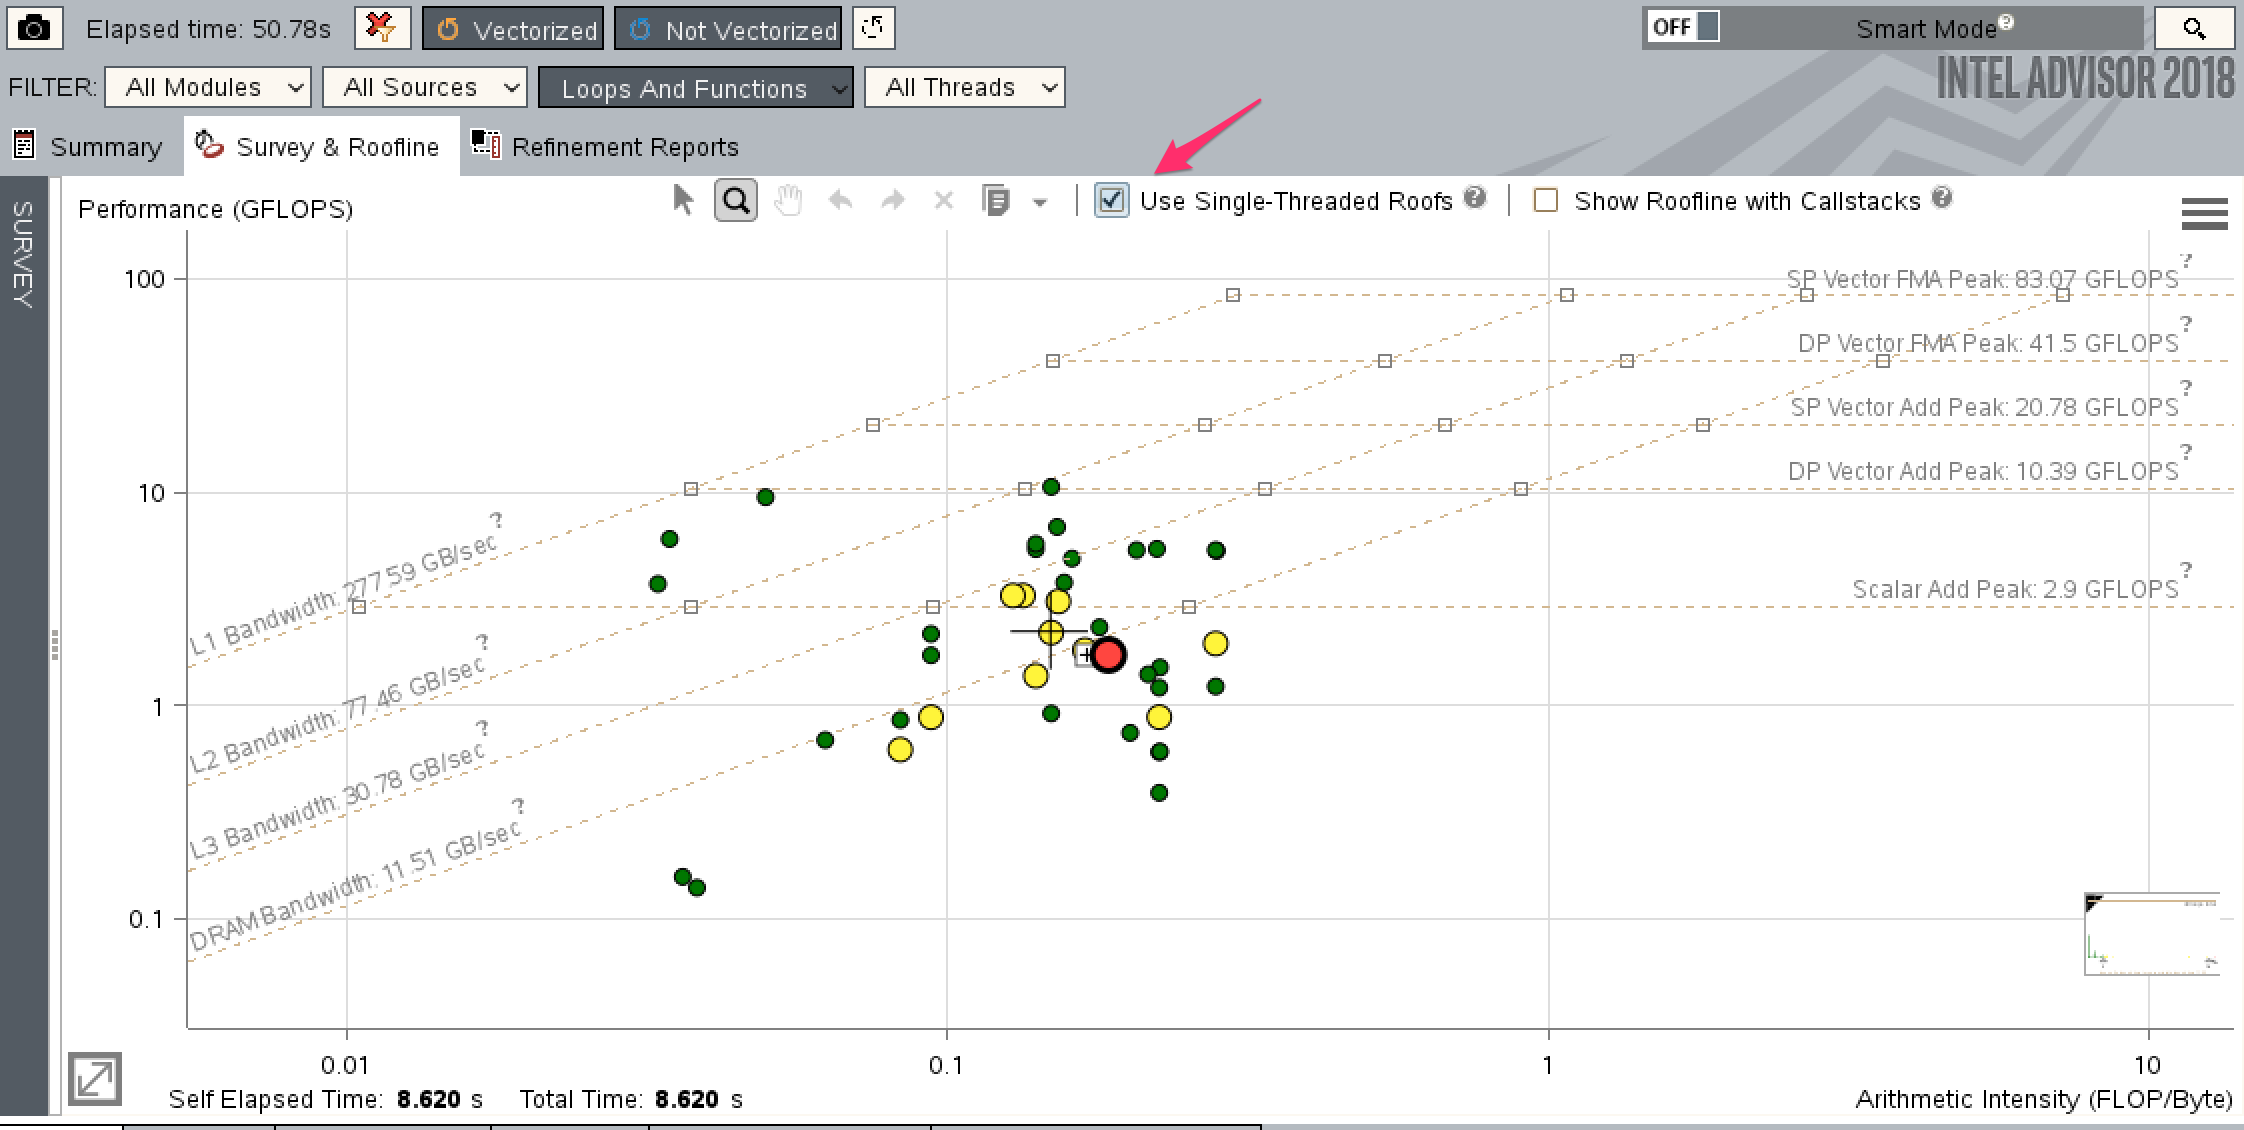 Elapsed time: 50.78s Vectorized Not Vectorized OFF Smart Mode ?
FILTER: All Modules All Sources Loops And Functions All Threads INTEL ADVISOR 2018
Summary Survey & Roofline Refinement Reports
SURVEY
Performance (GFLOPS) Use Single-Threaded Roofs ? Show Roofline with Callstacks ?
100
SP Vector FMA Peak: 83.07 GFLOPS ?
DP Vector FMA Peak: 41.5 GFLOPS ?
SP Vector Add Peak: 20.78 GFLOPS ?
10
DP Vector Add Peak: 10.39 GFLOPS ?
L1 Bandwidth: 277.59 GB/sec ?
Scalar Add Peak: 2.9 GFLOPS ?
L2 Bandwidth: 77.46 GB/sec ?
1
L3 Bandwidth: 30.78 GB/sec ?
DRAM Bandwidth: 11.51 GB/sec ?
0.1
0.01 0.1 1 10
Self Elapsed Time: 8.620 s Total Time: 8.620 s Arithmetic Intensity (FLOP/Byte)